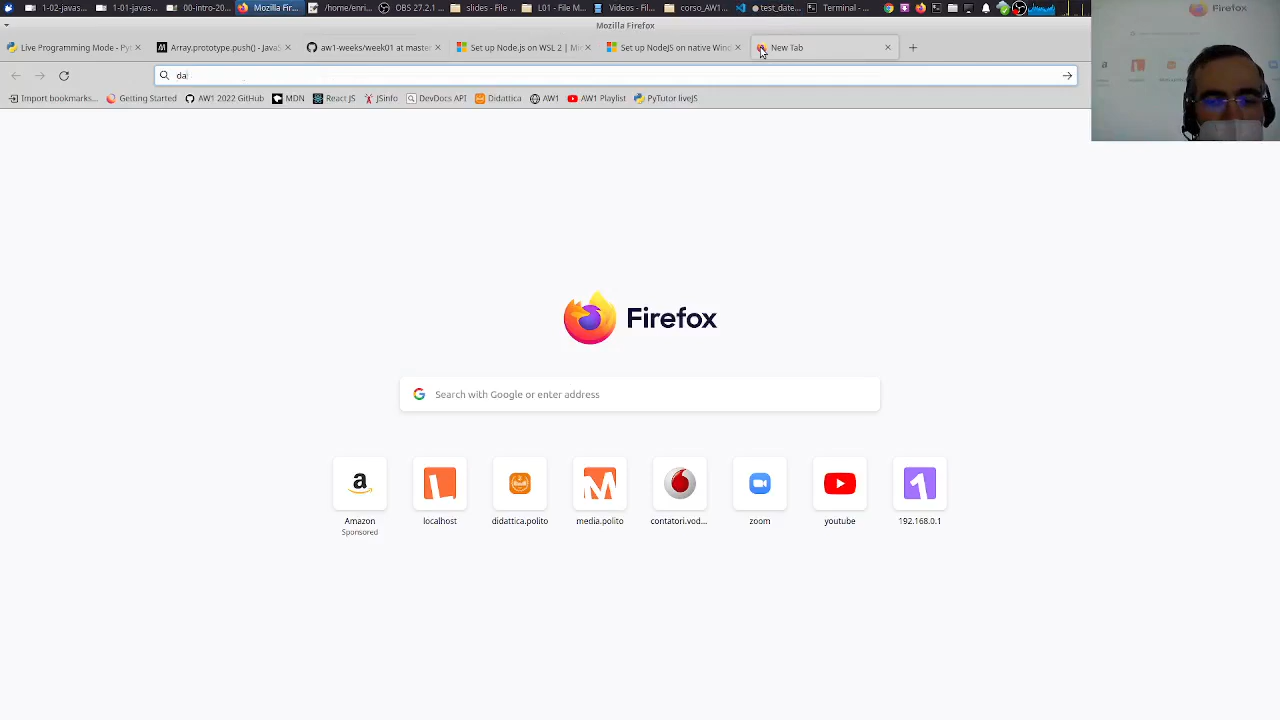 1-02-javas...
1-01-javas...
00-intro-20...
Mozilla Fir...
/home/enri...
OBS 27.2.1 ...
slides - File ...
L01 - File M...
Videos - Fil...
corso_AW1...
test_date...
Terminal - ...
Mozilla Firefox
Live Programming Mode - Pyt
Array.prototype.push() - JavaS
aw1-weeks/week01 at master
Set up Node.js on WSL 2 | Mi
Set up NodeJS on native Wind
New Tab
da
Import bookmarks...
Getting Started
AW1 2022 GitHub
MDN
React JS
JSinfo
DevDocs API
Didattica
AW1
AW1 Playlist
PyTutor liveJS
Firefox
Firefox
Search with Google or enter address
Amazon
Sponsored
localhost
didattica.polito
media.polito
contatori.vod...
zoom
youtube
192.168.0.1